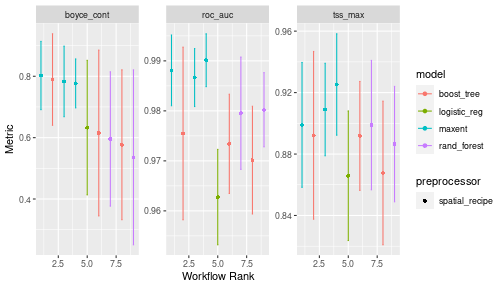 boyce_cont
roc_auc
tss_max
Metric
0.8
0.6
0.4
0.99
0.98
0.97
0.96
0.96
0.92
0.88
0.84
2.5 5.0 7.5
2.5 5.0 7.5
2.5 5.0 7.5
Workflow Rank
model
boost_tree
logistic_reg
maxent
rand_forest
preprocessor
spatial_recipe